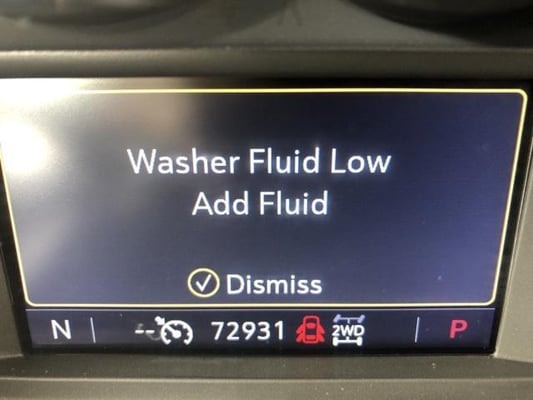 Washer Fluid Low
Add Fluid
Dismiss
N -- 72931 2WD P